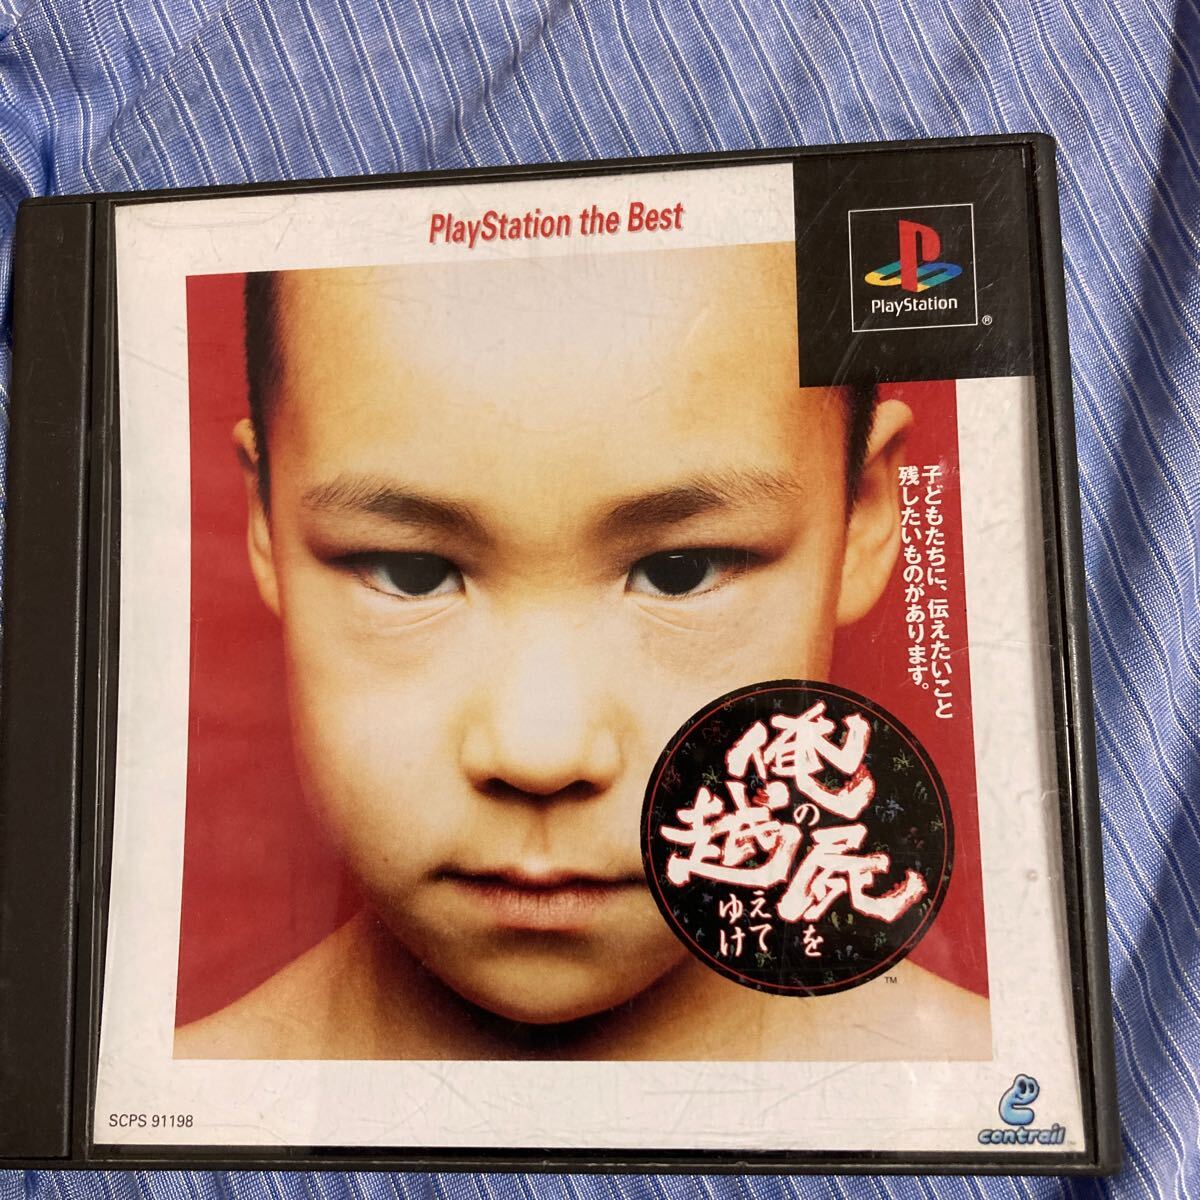 PlayStation the Best
PlayStation
®
子どもたちに、伝えたいこと
残したいものがあります。
俺の屍を
越えてゆけ
TM
SCPS 91198
contrail